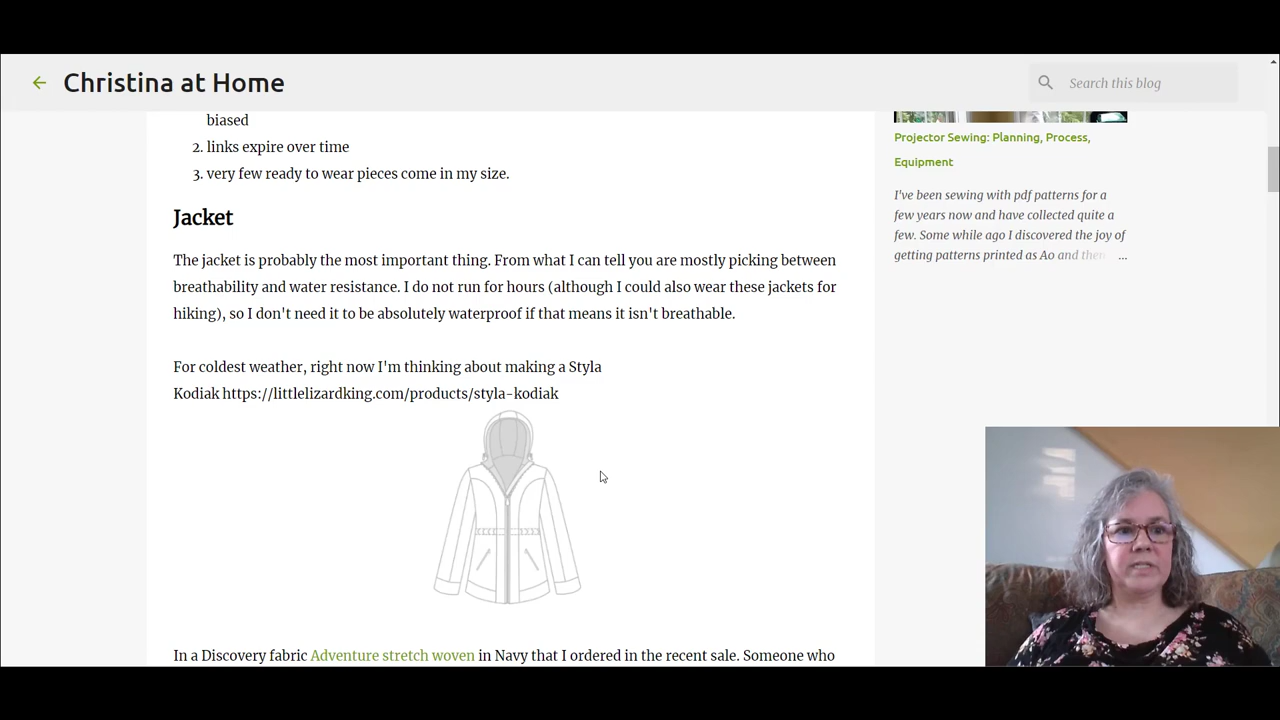 Christina at Home
Search this blog
biased
2. links expire over time
3. very few ready to wear pieces come in my size.
Jacket
The jacket is probably the most important thing. From what I can tell you are mostly picking between
breathability and water resistance. I do not run for hours (although I could also wear these jackets for
hiking), so I don't need it to be absolutely waterproof if that means it isn't breathable.
For coldest weather, right now I'm thinking about making a Styla
Kodiak https://littlelizardking.com/products/styla-kodiak
In a Discovery fabric Adventure stretch woven in Navy that I ordered in the recent sale. Someone who
Projector Sewing: Planning, Process,
Equipment
I've been sewing with pdf patterns for a
few years now and have collected quite a
few. Some while ago I discovered the joy of
getting patterns printed as Ao and then ...